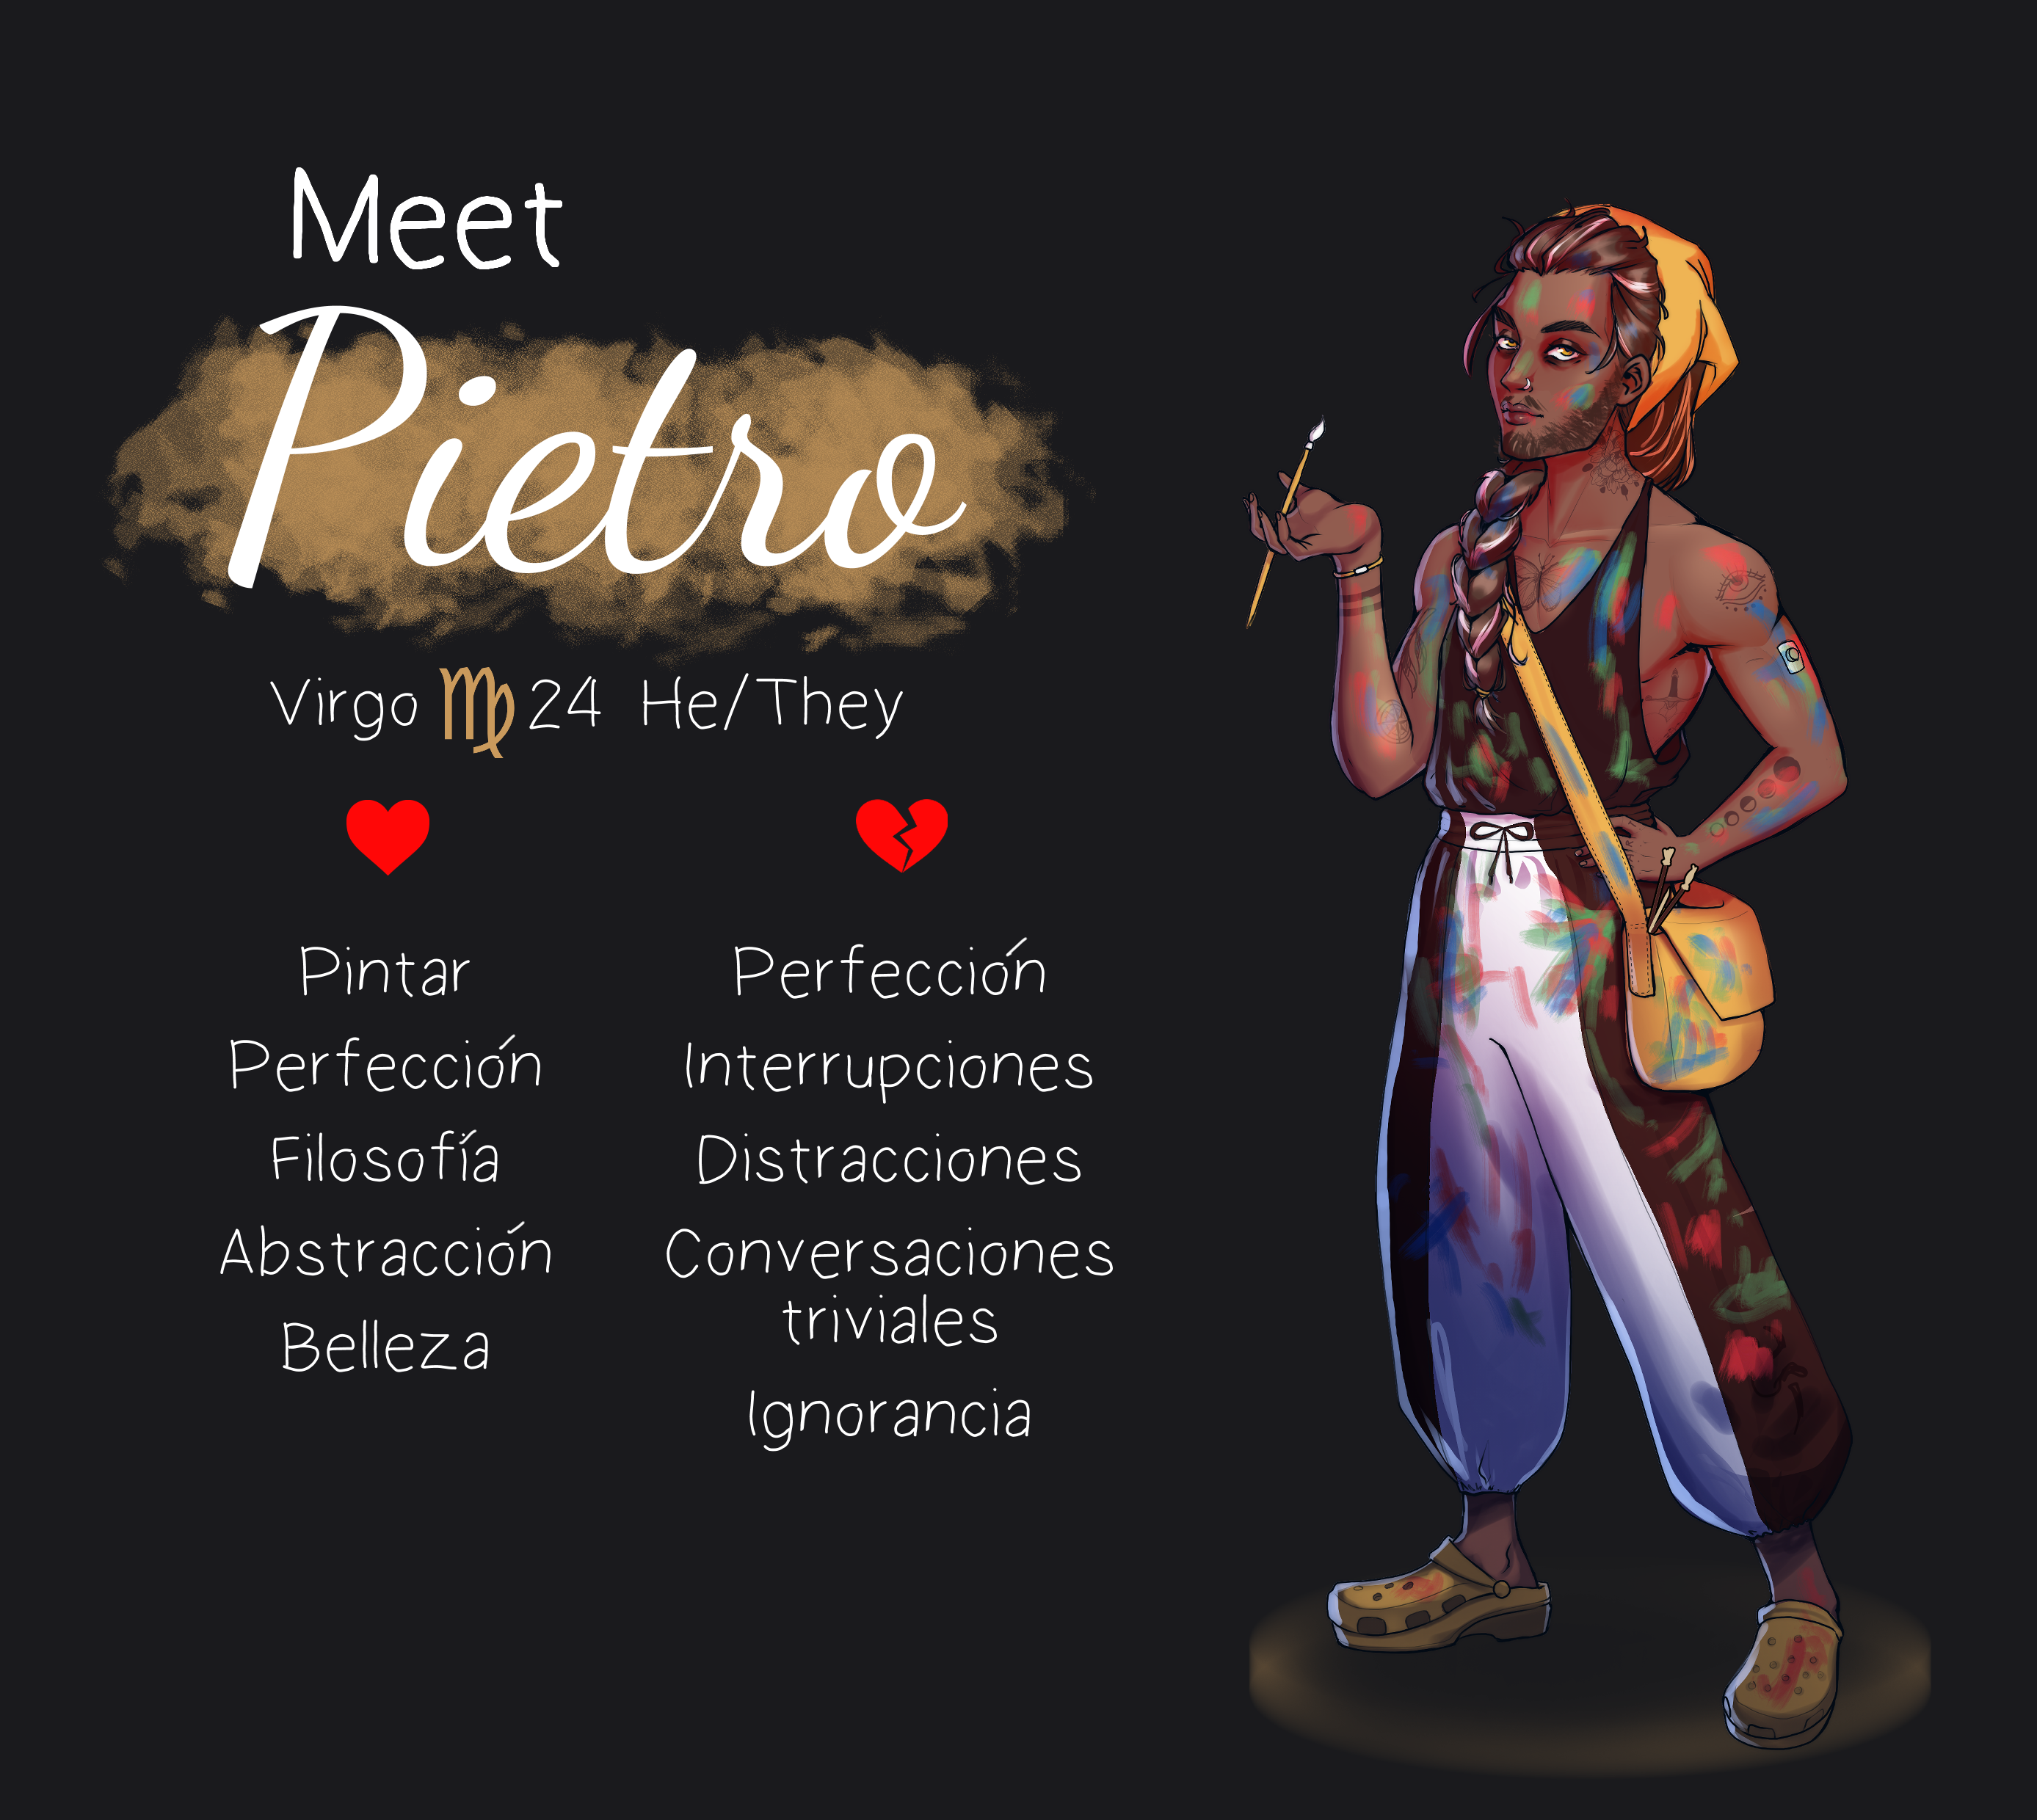 Meet
Pietro
Virgo ♍ 24 He/They
Pintar
Perfección
Filosofía
Abstracción
Belleza
Perfección
Interrupciones
Distracciones
Conversaciones
triviales
Ignorancia